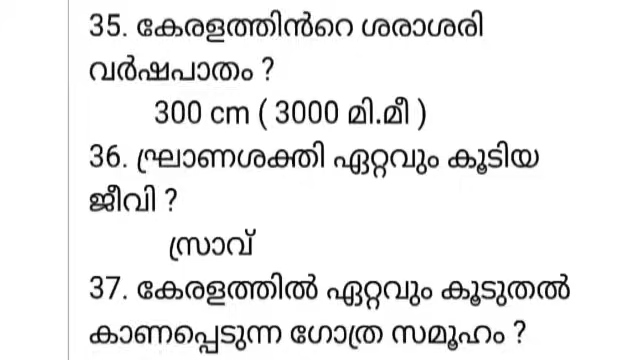 35. കേരളത്തിൻറെ ശരാശരി
വർഷപാതം ?
300 cm ( 3000 മി.മീ )
36. ഘ്രാണശക്തി ഏറ്റവും കൂടിയ
ജീവി ?
സ്രാവ്
37. കേരളത്തിൽ ഏറ്റവും കൂടുതൽ
കാണപ്പെടുന്ന ഗോത്ര സമൂഹം ?